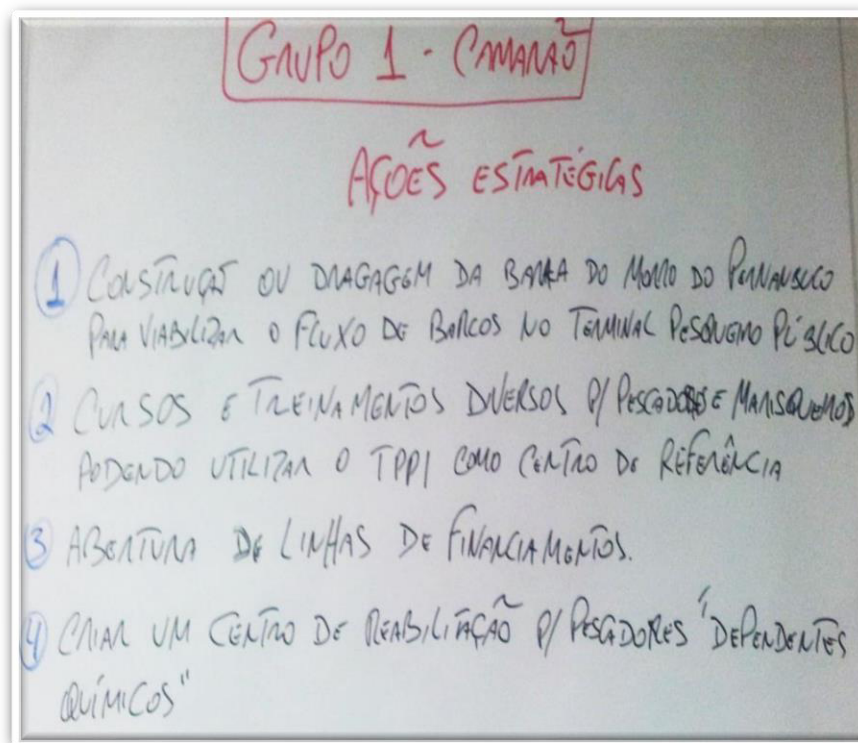 GRUPO 1 - CAMARÃO
AÇÕES ESTRATÉGICAS
1 CONSTRUÇÃO OU DRAGAGEM DA BARRA DO MORRO DO PERNAMBUCO
PARA VIABILIZAR O FLUXO DE BARCOS NO TERMINAL PESQUEIRO PÚBLICO
2 CURSOS E TREINAMENTOS DIVERSOS P/ PESCADORES E MARISQUEIROS
PODENDO UTILIZAR O TPPI COMO CENTRO DE REFERÊNCIA
3 ABERTURA DE LINHAS DE FINANCIAMENTOS.
4 CRIAR UM CENTRO DE REABILITAÇÃO P/ PESCADORES "DEPENDENTES
QUÍMICOS"